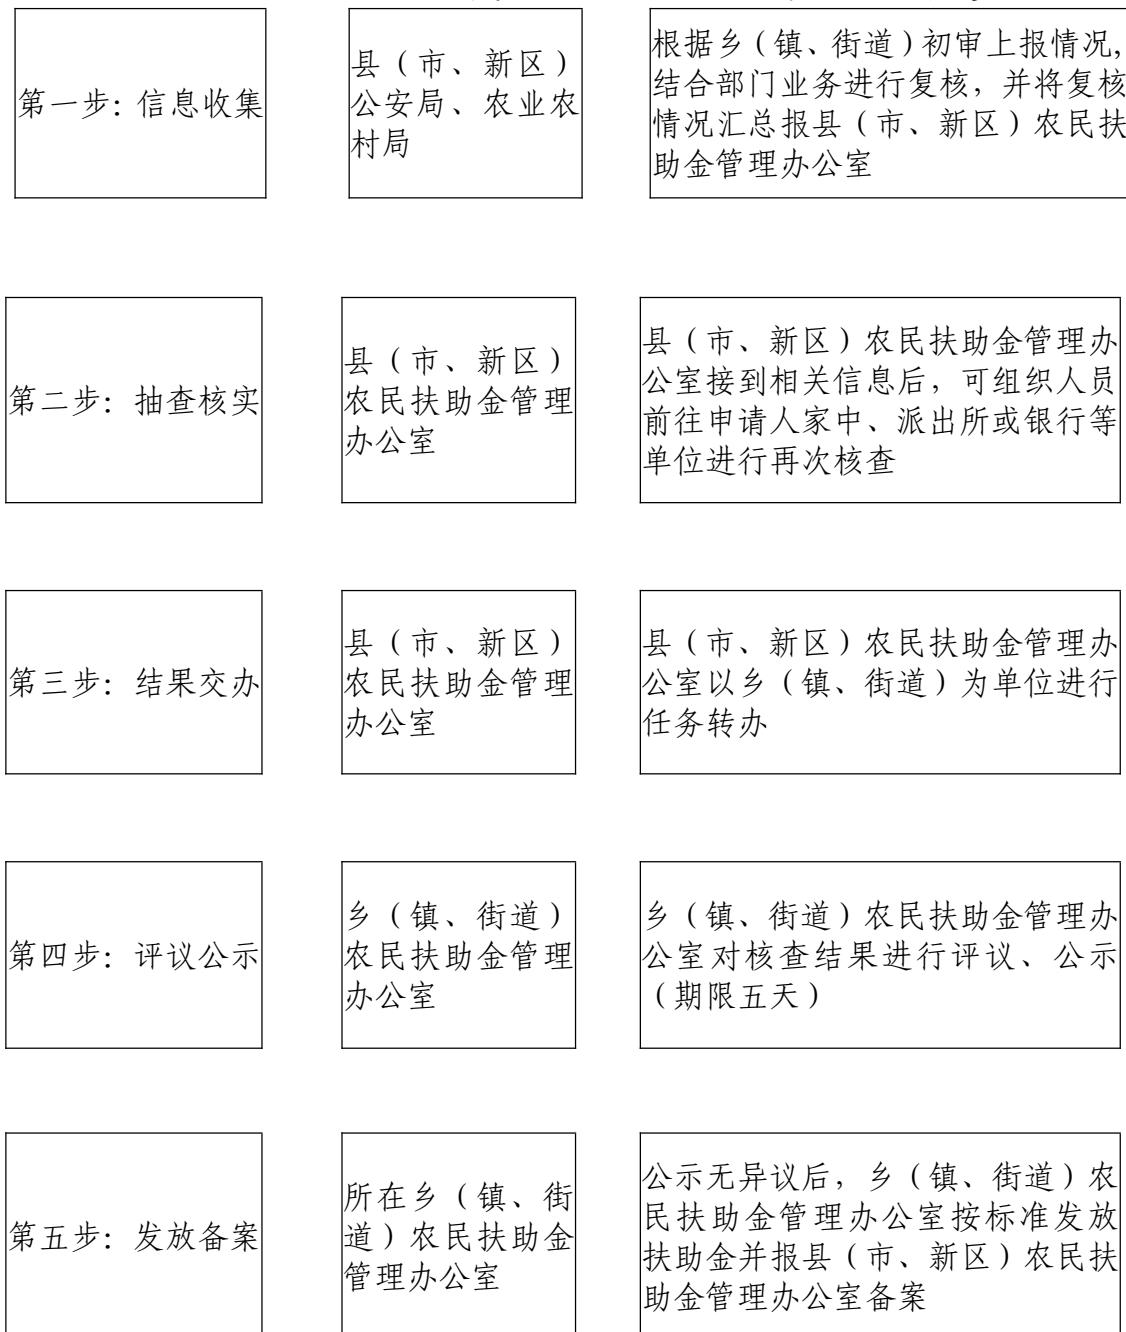 第一步：信息收集
县（市、新区）
公安局、农业农
村局
根据乡（镇、街道）初审上报情况，
结合部门业务进行复核，并将复核
情况汇总报县（市、新区）农民扶
助金管理办公室
第二步：抽查核实
县（市、新区）
农民扶助金管理
办公室
县（市、新区）农民扶助金管理办
公室接到相关信息后，可组织人员
前往申请人家中、派出所或银行等
单位进行再次核查
第三步：结果交办
县（市、新区）
农民扶助金管理
办公室
县（市、新区）农民扶助金管理办
公室以乡（镇、街道）为单位进行
任务转办
第四步：评议公示
乡（镇、街道）
农民扶助金管理
办公室
乡（镇、街道）农民扶助金管理办
公室对核查结果进行评议、公示
（期限五天）
第五步：发放备案
所在乡（镇、街
道）农民扶助金
管理办公室
公示无异议后，乡（镇、街道）农
民扶助金管理办公室按标准发放
扶助金并报县（市、新区）农民扶
助金管理办公室备案